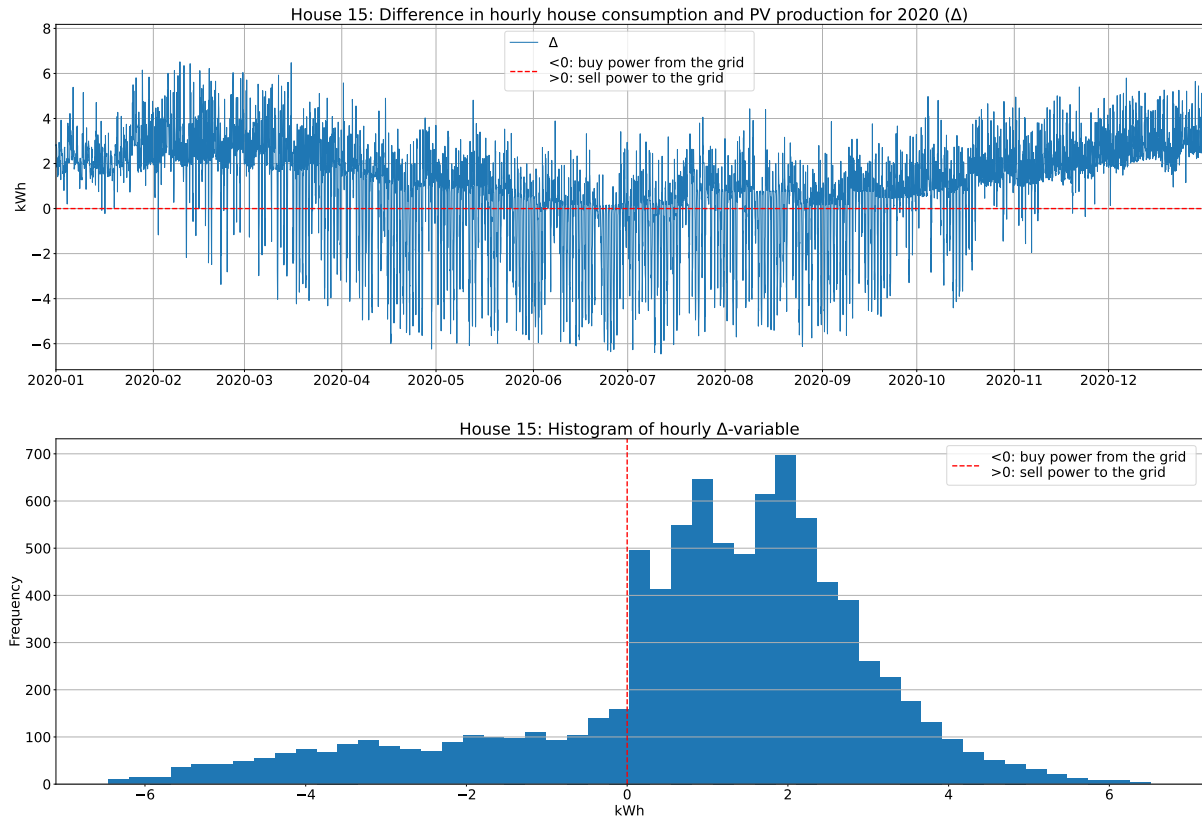 House 15: Difference in hourly house consumption and PV production for 2020 (Δ)
8
6
4
2
0
−2
−4
−6
kWh
Δ
<0: buy power from the grid
>0: sell power to the grid
2020-01 2020-02 2020-03 2020-04 2020-05 2020-06 2020-07 2020-08 2020-09 2020-10 2020-11 2020-12
House 15: Histogram of hourly Δ-variable
700
600
500
400
300
200
100
0
Frequency
<0: buy power from the grid
>0: sell power to the grid
−6 −4 −2 0 2 4 6
kWh